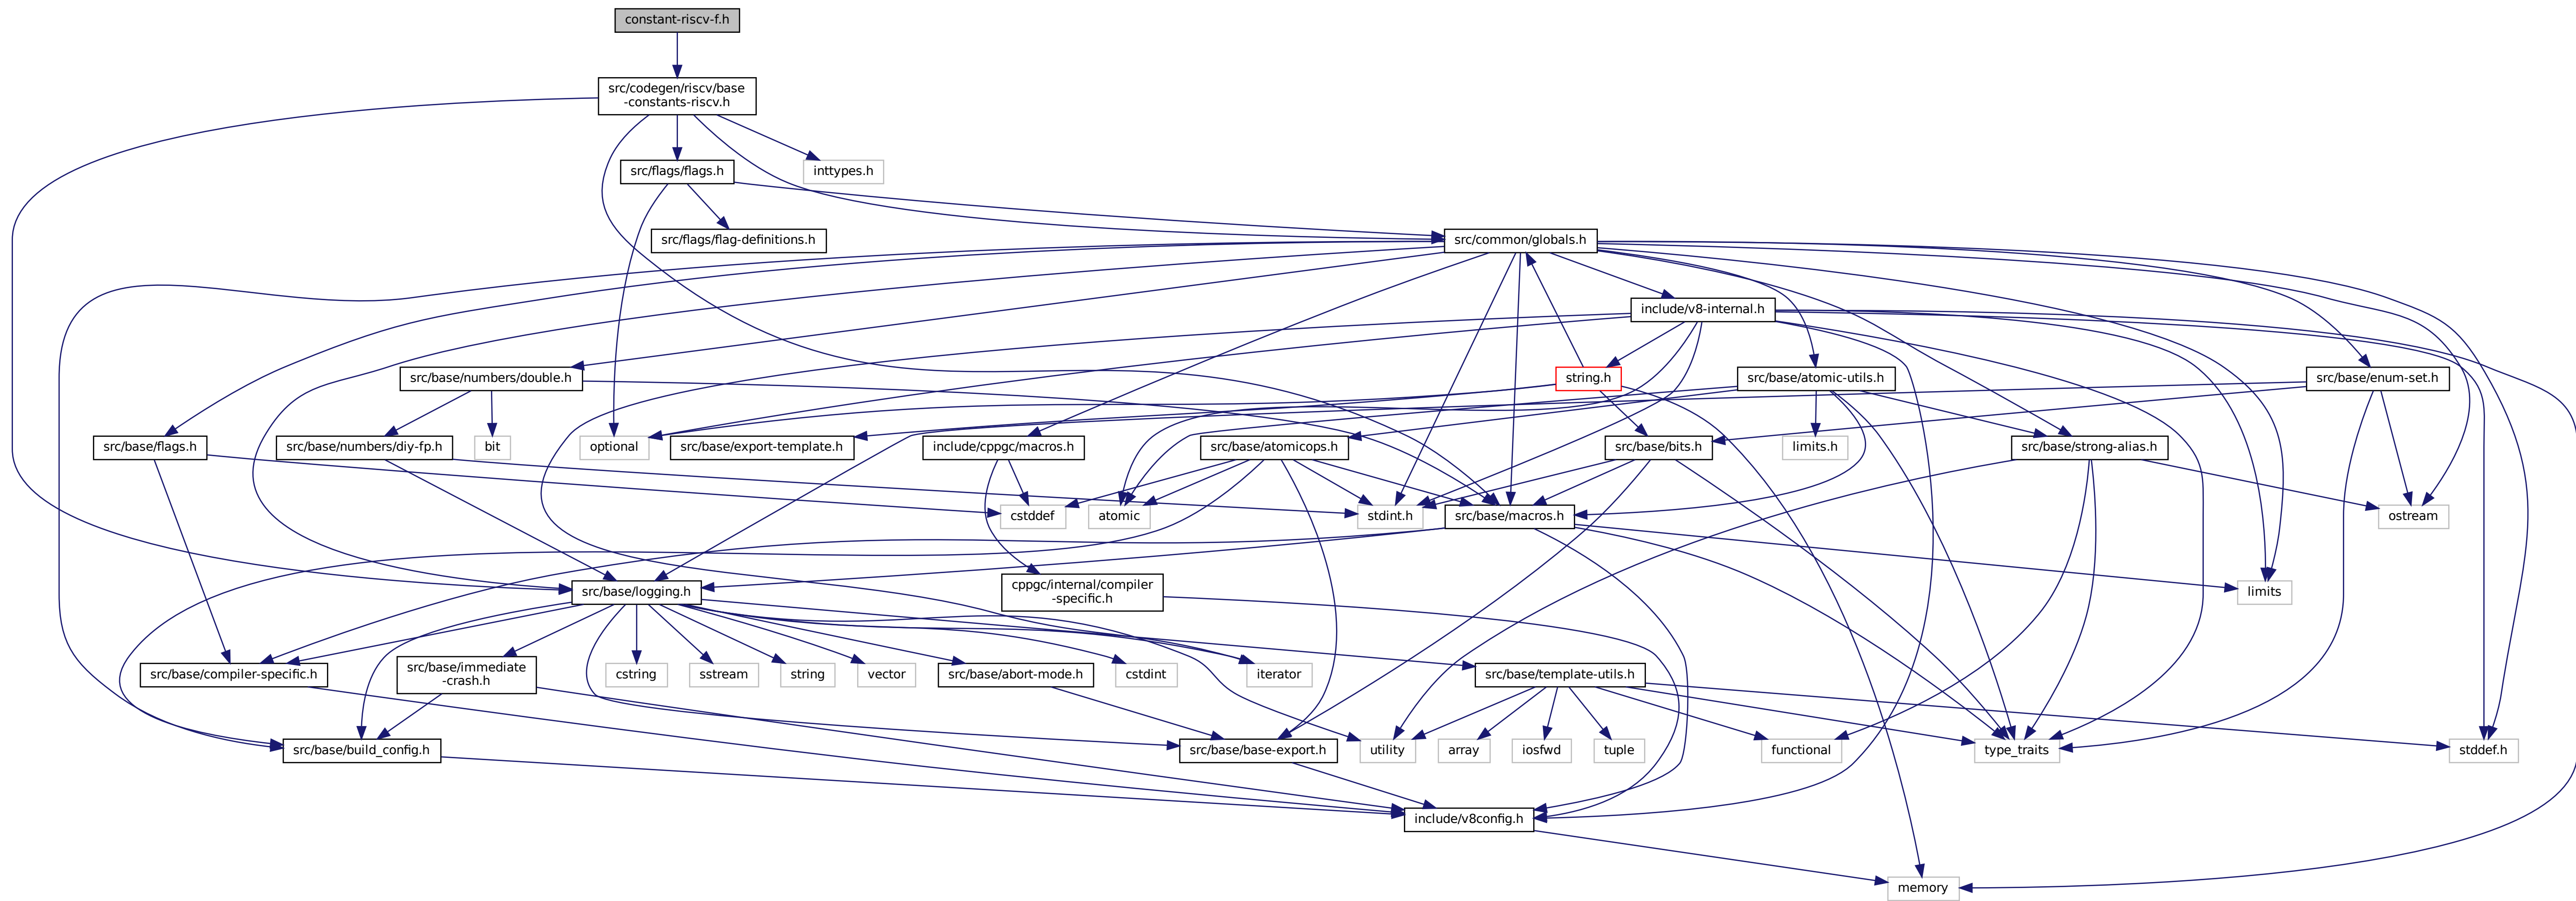 constant-riscv-f.h
src/codegen/riscv/base
-constants-riscv.h
src/flags/flags.h
inttypes.h
src/flags/flag-definitions.h
src/common/globals.h
include/v8-internal.h
src/base/numbers/double.h
string.h
src/base/atomic-utils.h
src/base/enum-set.h
src/base/flags.h
src/base/numbers/diy-fp.h
bit
optional
src/base/export-template.h
include/cppgc/macros.h
src/base/atomicops.h
src/base/bits.h
limits.h
src/base/strong-alias.h
cstddef
atomic
stdint.h
src/base/macros.h
ostream
src/base/logging.h
cppgc/internal/compiler
-specific.h
limits
src/base/compiler-specific.h
src/base/immediate
-crash.h
cstring
sstream
string
vector
src/base/abort-mode.h
cstdint
iterator
src/base/template-utils.h
src/base/build_config.h
src/base/base-export.h
utility
array
iosfwd
tuple
functional
type_traits
stddef.h
include/v8config.h
memory